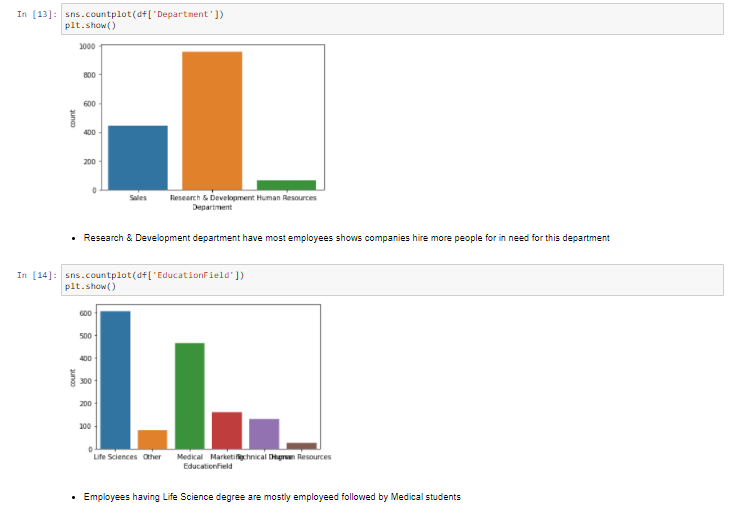 In [13]: sns.countplot(df['Department'])
plt.show()
1000
800
600
400
200
0
count
Sales Research & Development Human Resources
Department
• Research & Development department have most employees shows companies hire more people for in need for this department
In [14]: sns.countplot(df['EducationField'])
plt.show()
600
500
400
300
200
100
0
count
Life Sciences Other Medical Marketing Technical Degree Human Resources
EducationField
• Employees having Life Science degree are mostly employeed followed by Medical students